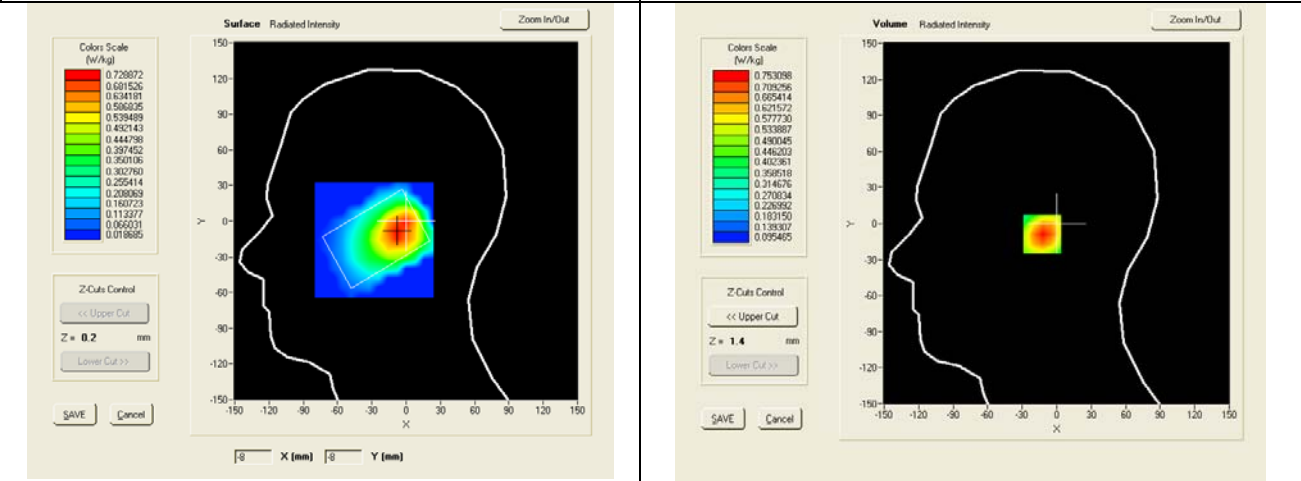 Surface Radiated Intensity
Zoom In/Out
Colors Scale
(W/kg)
0.728872
0.681526
0.634181
0.586835
0.539489
0.492143
0.444798
0.397452
0.350106
0.302760
0.255414
0.208069
0.160723
0.113377
0.066031
0.018685
Z-Cuts Control
<< Upper Cut
Z = 0.2 mm
Lower Cut >>
SAVE Cancel
150
120
90
60
30
0
-30
-60
-90
-120
-150
Y
-150 -120 -90 -60 -30 0 30 60 90 120 150
X
-8 X (mm) -8 Y (mm)
Volume Radiated Intensity
Zoom In/Out
Colors Scale
(W/kg)
0.753098
0.709256
0.665414
0.621572
0.577730
0.533887
0.490045
0.446203
0.402361
0.358518
0.314676
0.270834
0.226992
0.183150
0.139307
0.095465
Z-Cuts Control
<< Upper Cut
Z = 1.4 mm
Lower Cut >>
SAVE Cancel
150
120
90
60
30
0
-30
-60
-90
-120
-150
Y
-150 -120 -90 -60 -30 0 30 60 90 120 150
X